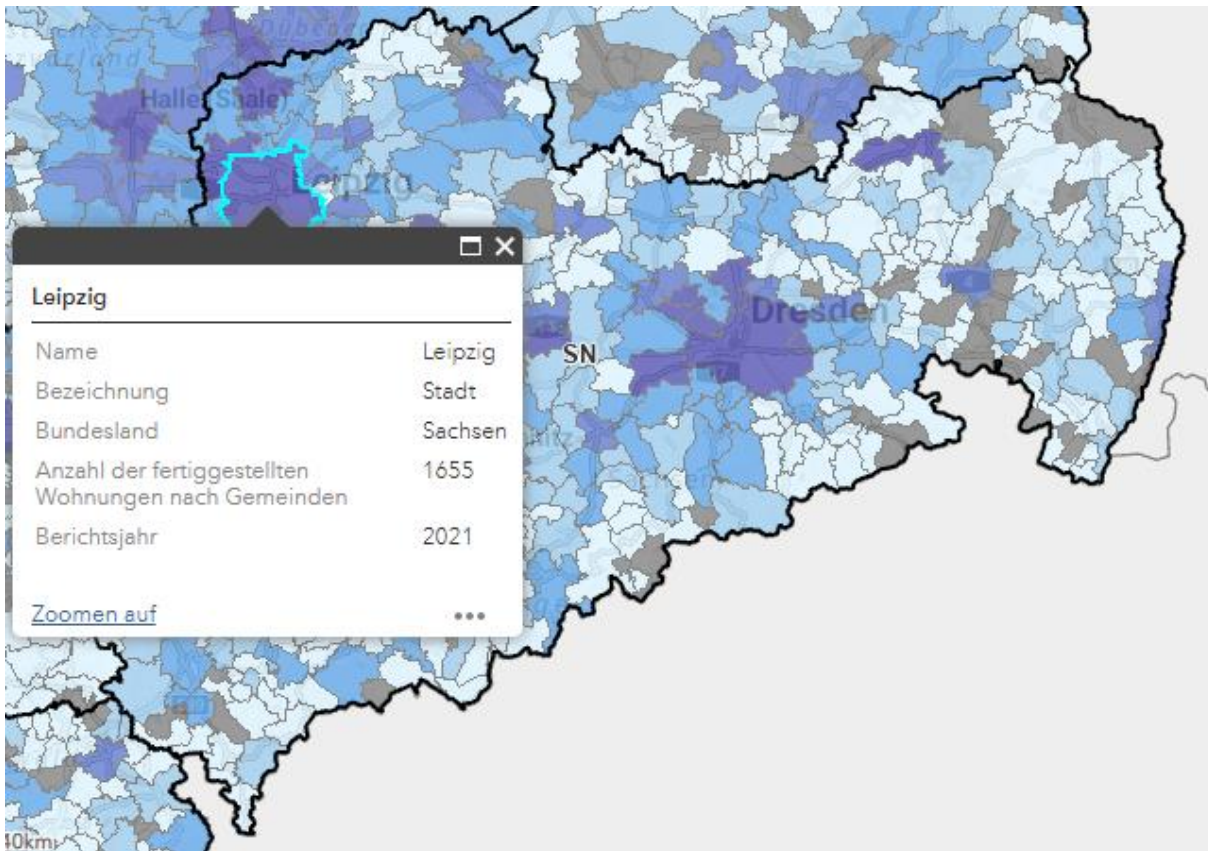 Halle (Saale)
Leipzig
Leipzig
Name Leipzig
Bezeichnung Stadt
Bundesland Sachsen
Anzahl der fertiggestellten 1655
Wohnungen nach Gemeinden
Berichtsjahr 2021
Zoomen auf
Dresden
SN
40km